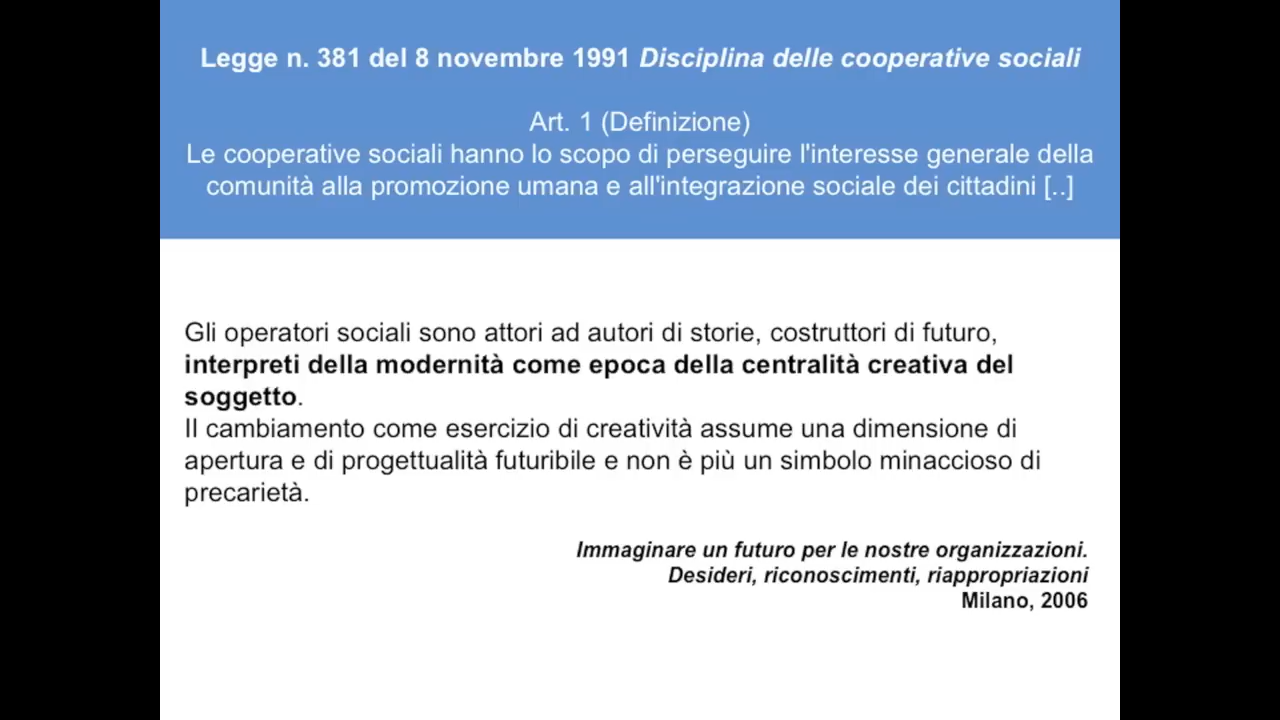 Legge n. 381 del 8 novembre 1991 Disciplina delle cooperative sociali
Art. 1 (Definizione)
Le cooperative sociali hanno lo scopo di perseguire l'interesse generale della
comunità alla promozione umana e all'integrazione sociale dei cittadini [..]
Gli operatori sociali sono attori ad autori di storie, costruttori di futuro,
interpreti della modernità come epoca della centralità creativa del
soggetto.
Il cambiamento come esercizio di creatività assume una dimensione di
apertura e di progettualità futuribile e non è più un simbolo minaccioso di
precarietà.
Immaginare un futuro per le nostre organizzazioni.
Desideri, riconoscimenti, riappropriazioni
Milano, 2006